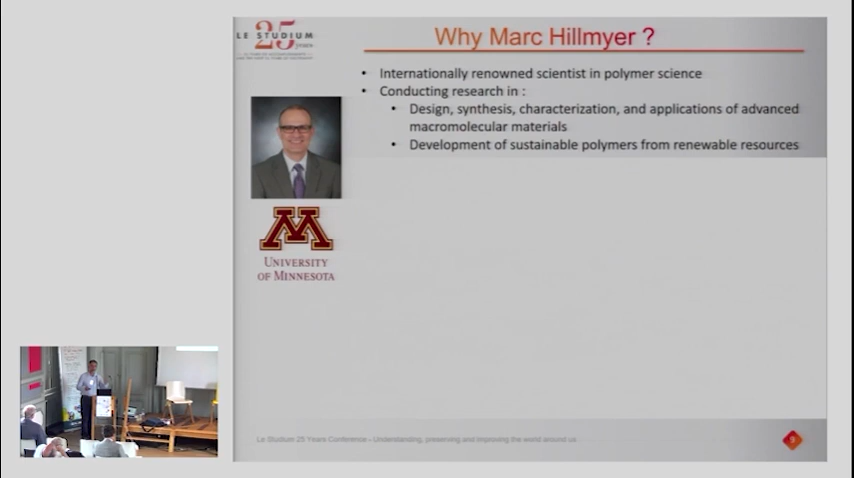 LE STUDIUM
25
years
Why Marc Hillmyer ?
• Internationally renowned scientist in polymer science
• Conducting research in :
• Design, synthesis, characterization, and applications of advanced
macromolecular materials
• Development of sustainable polymers from renewable resources
M
UNIVERSITY
OF MINNESOTA
Le Studium 25 Years Conference – Understanding, preserving and improving the world around us
9